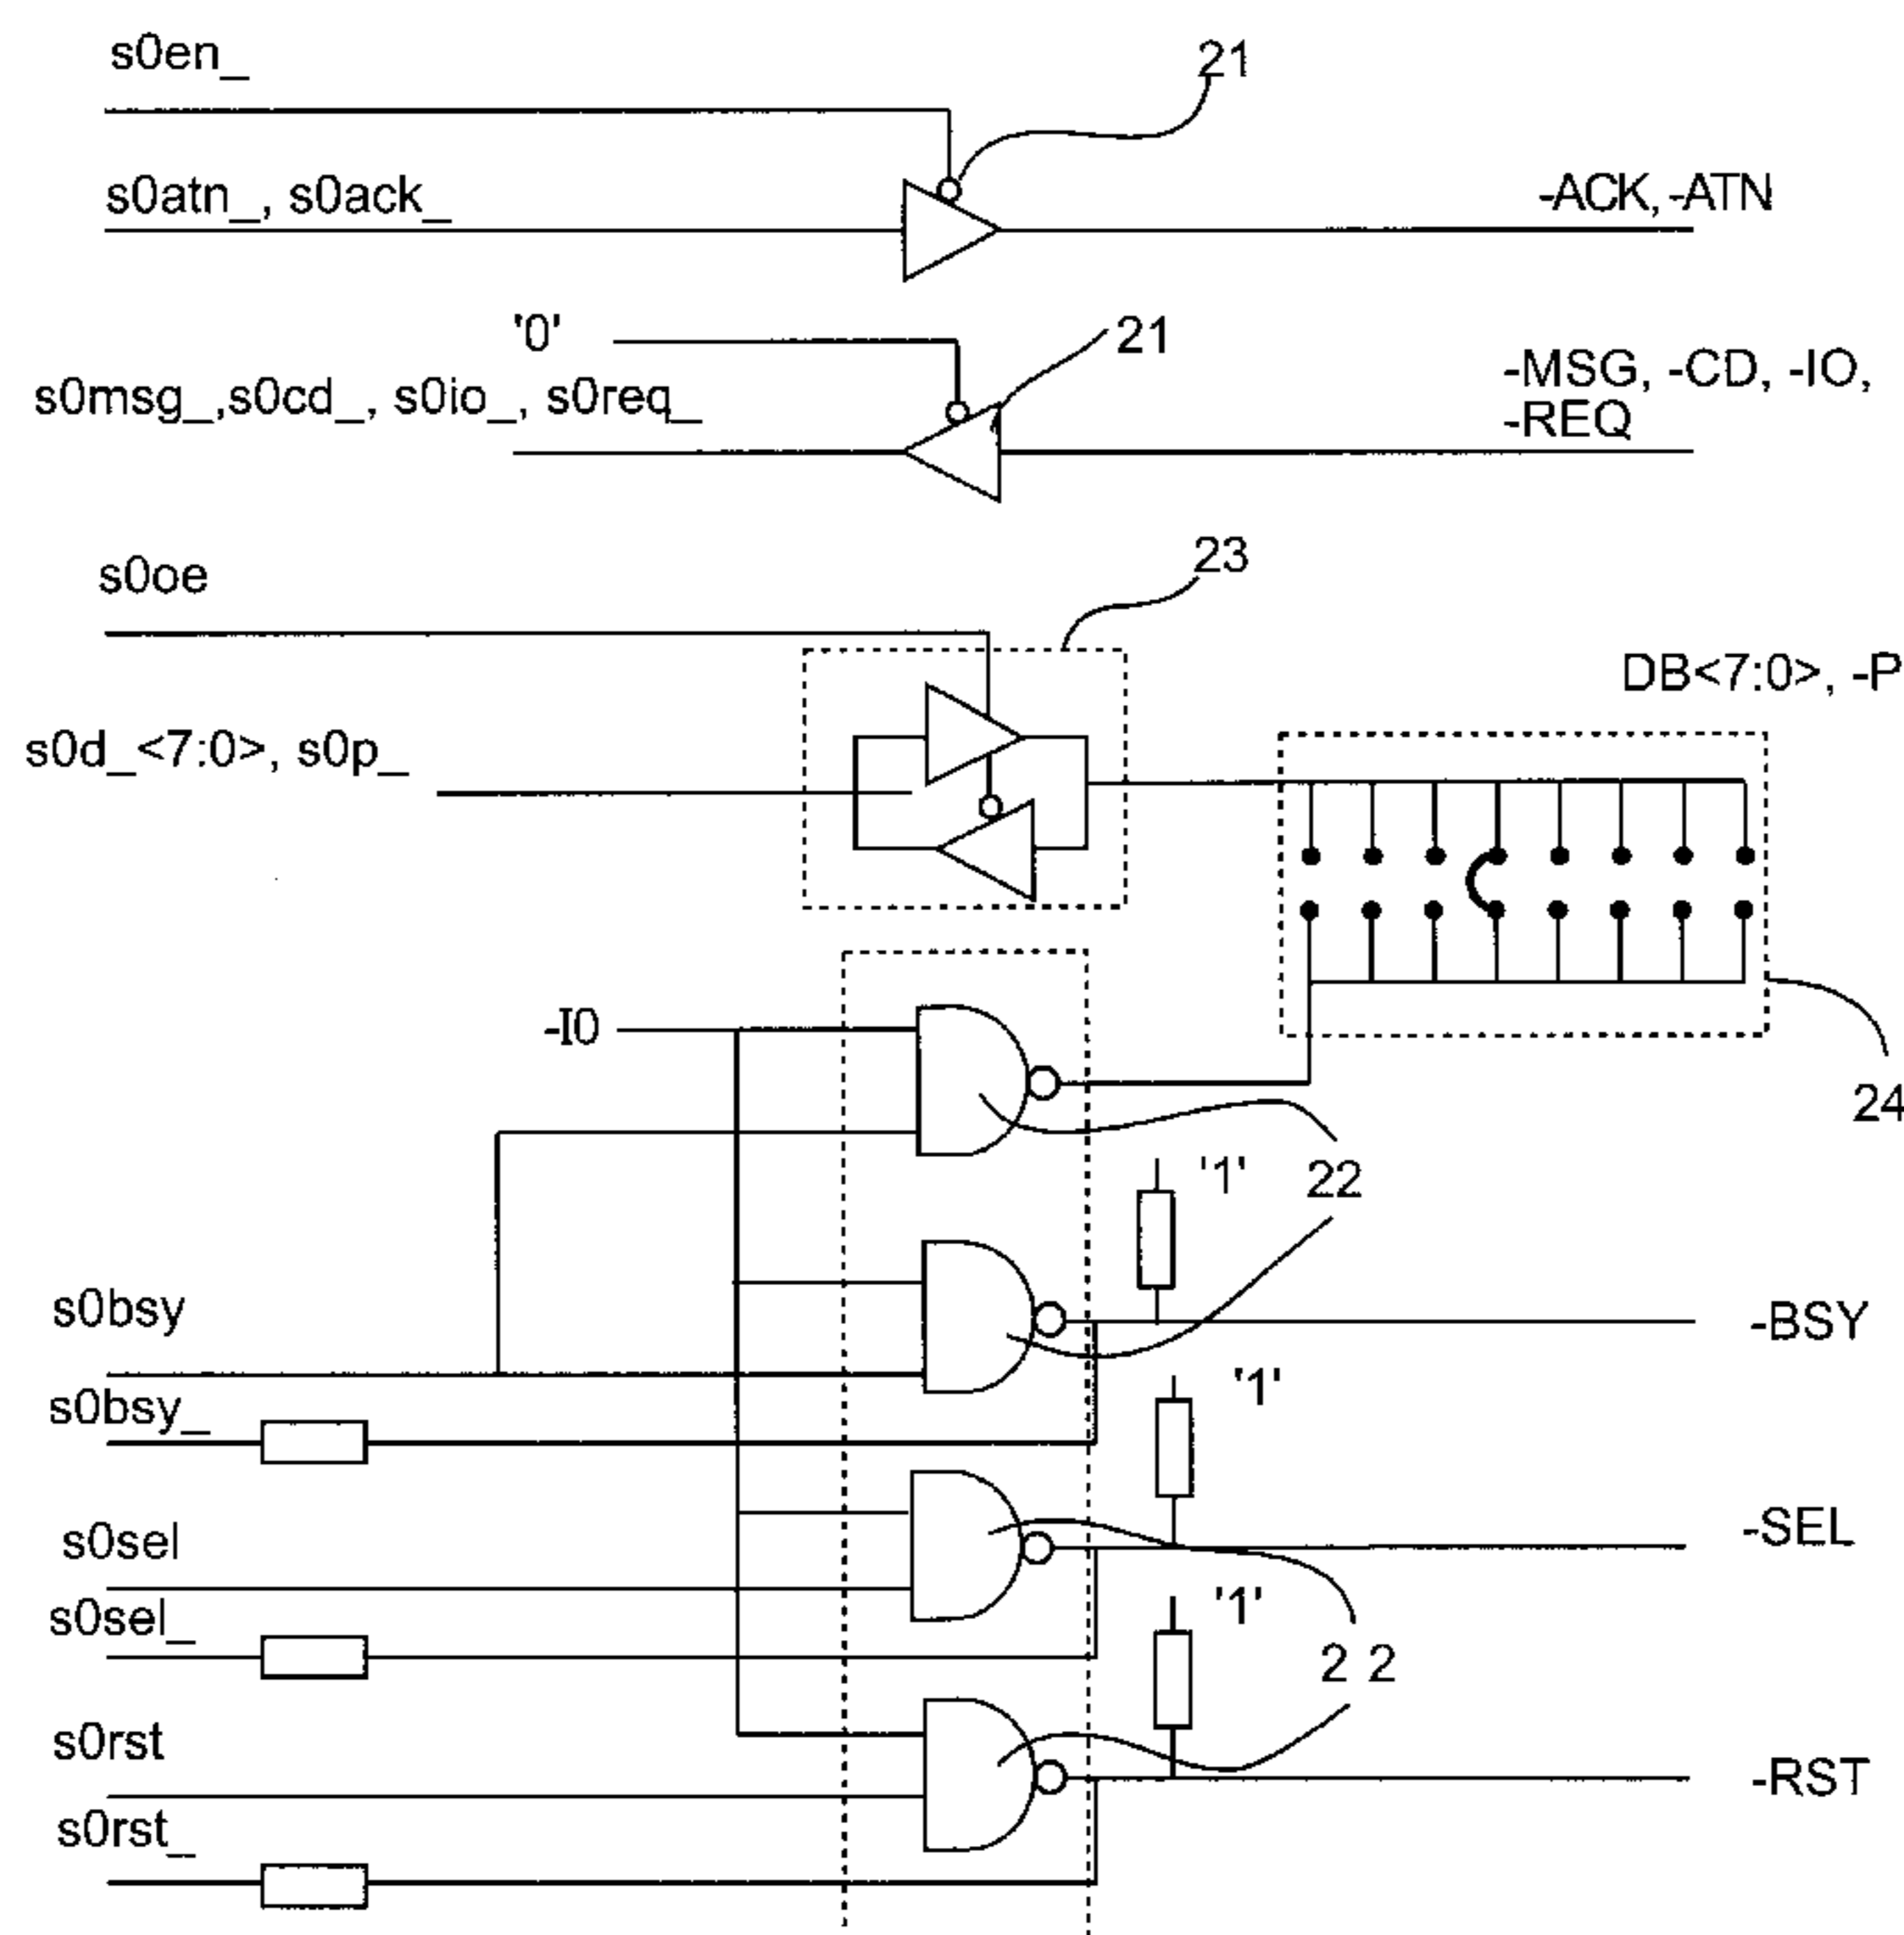 s0en_
21
s0atn_, s0ack_
-ACK, -ATN
'0'
21
s0msg_,s0cd_, s0io_, s0req_
-MSG, -CD, -IO,
-REQ
s0oe
23
DB<7:0>, -P
s0d_<7:0>, s0p_
-I0
24
'1'
22
s0bsy
-BSY
'1'
s0bsy_
s0sel
-SEL
'1'
s0sel_
2 2
s0rst
-RST
s0rst_